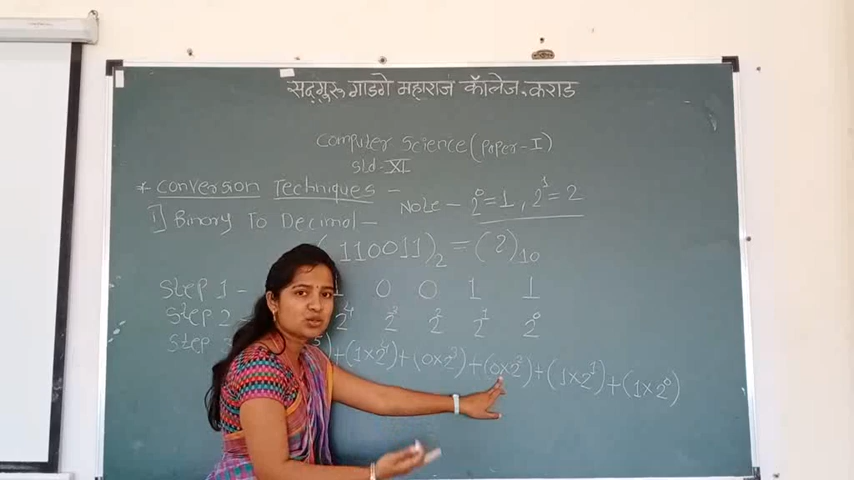 सद्गुरू गाडगे महाराज कॉलेज, कराड
Computer Science (Paper-I)
Std-XI
* Conversion Techniques -
Note - 2⁰=1, 2¹=2
I] Binary To Decimal -
(110011)₂ = (?)₁₀
Step 1 - 1 0 0 1 1
Step 2 - 2⁴ 2³ 2² 2¹ 2⁰
Step +(1×2⁴)+(0×2³)+(0×2²)+(1×2¹)+(1×2⁰)